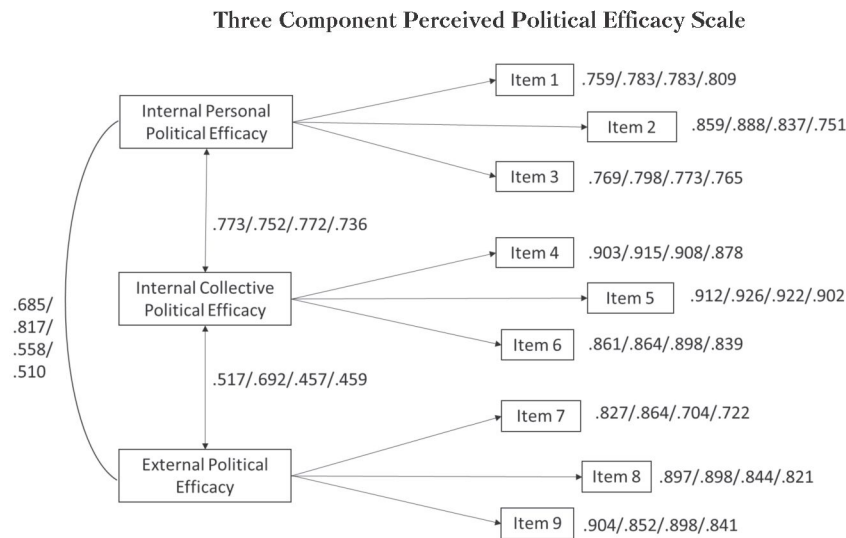 Three Component Perceived Political Efficacy Scale
Internal Personal
Political Efficacy
Item 1
.759/.783/.783/.809
Item 2
.859/.888/.837/.751
Item 3
.769/.798/.773/.765
.773/.752/.772/.736
Internal Collective
Political Efficacy
Item 4
.903/.915/.908/.878
Item 5
.912/.926/.922/.902
Item 6
.861/.864/.898/.839
.685/
.817/
.558/
.510
.517/.692/.457/.459
External Political
Efficacy
Item 7
.827/.864/.704/.722
Item 8
.897/.898/.844/.821
Item 9
.904/.852/.898/.841